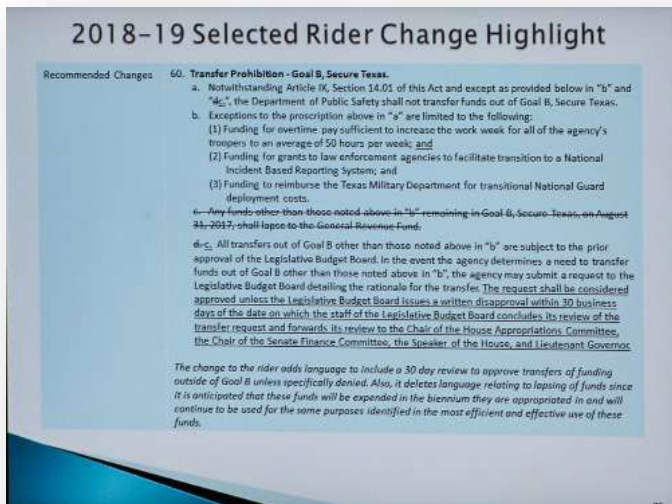 2018-19 Selected Rider Change Highlight
Recommended Changes
60. Transfer Prohibition - Goal B, Secure Texas.
a. Notwithstanding Article IX, Section 14.01 of this Act and except as provided below in "b" and
"dc.", the Department of Public Safety shall not transfer funds out of Goal B, Secure Texas.
b. Exceptions to the proscription above in "a" are limited to the following:
(1) Funding for overtime pay sufficient to increase the work week for all of the agency's
troopers to an average of 50 hours per week; and
(2) Funding for grants to law enforcement agencies to facilitate transition to a National
Incident Based Reporting System; and
(3) Funding to reimburse the Texas Military Department for transitional National Guard
deployment costs.
c. Any funds other than those noted above in "b" remaining in Goal B, Secure Texas, on August
31, 2017, shall lapse to the General Revenue Fund.
d. c. All transfers out of Goal B other than those noted above in "b" are subject to the prior
approval of the Legislative Budget Board. In the event the agency determines a need to transfer
funds out of Goal B other than those noted above in "b", the agency may submit a request to the
Legislative Budget Board detailing the rationale for the transfer. The request shall be considered
approved unless the Legislative Budget Board issues a written disapproval within 30 business
days of the date on which the staff of the Legislative Budget Board concludes its review of the
transfer request and forwards its review to the Chair of the House Appropriations Committee,
the Chair of the Senate Finance Committee, the Speaker of the House, and Lieutenant Governor.
The change to the rider adds language to include a 30 day review to approve transfers of funding
outside of Goal B unless specifically denied. Also, it deletes language relating to lapsing of funds since
it is anticipated that these funds will be expended in the biennium they are appropriated in and will
continue to be used for the same purposes identified in the most efficient and effective use of these
funds.